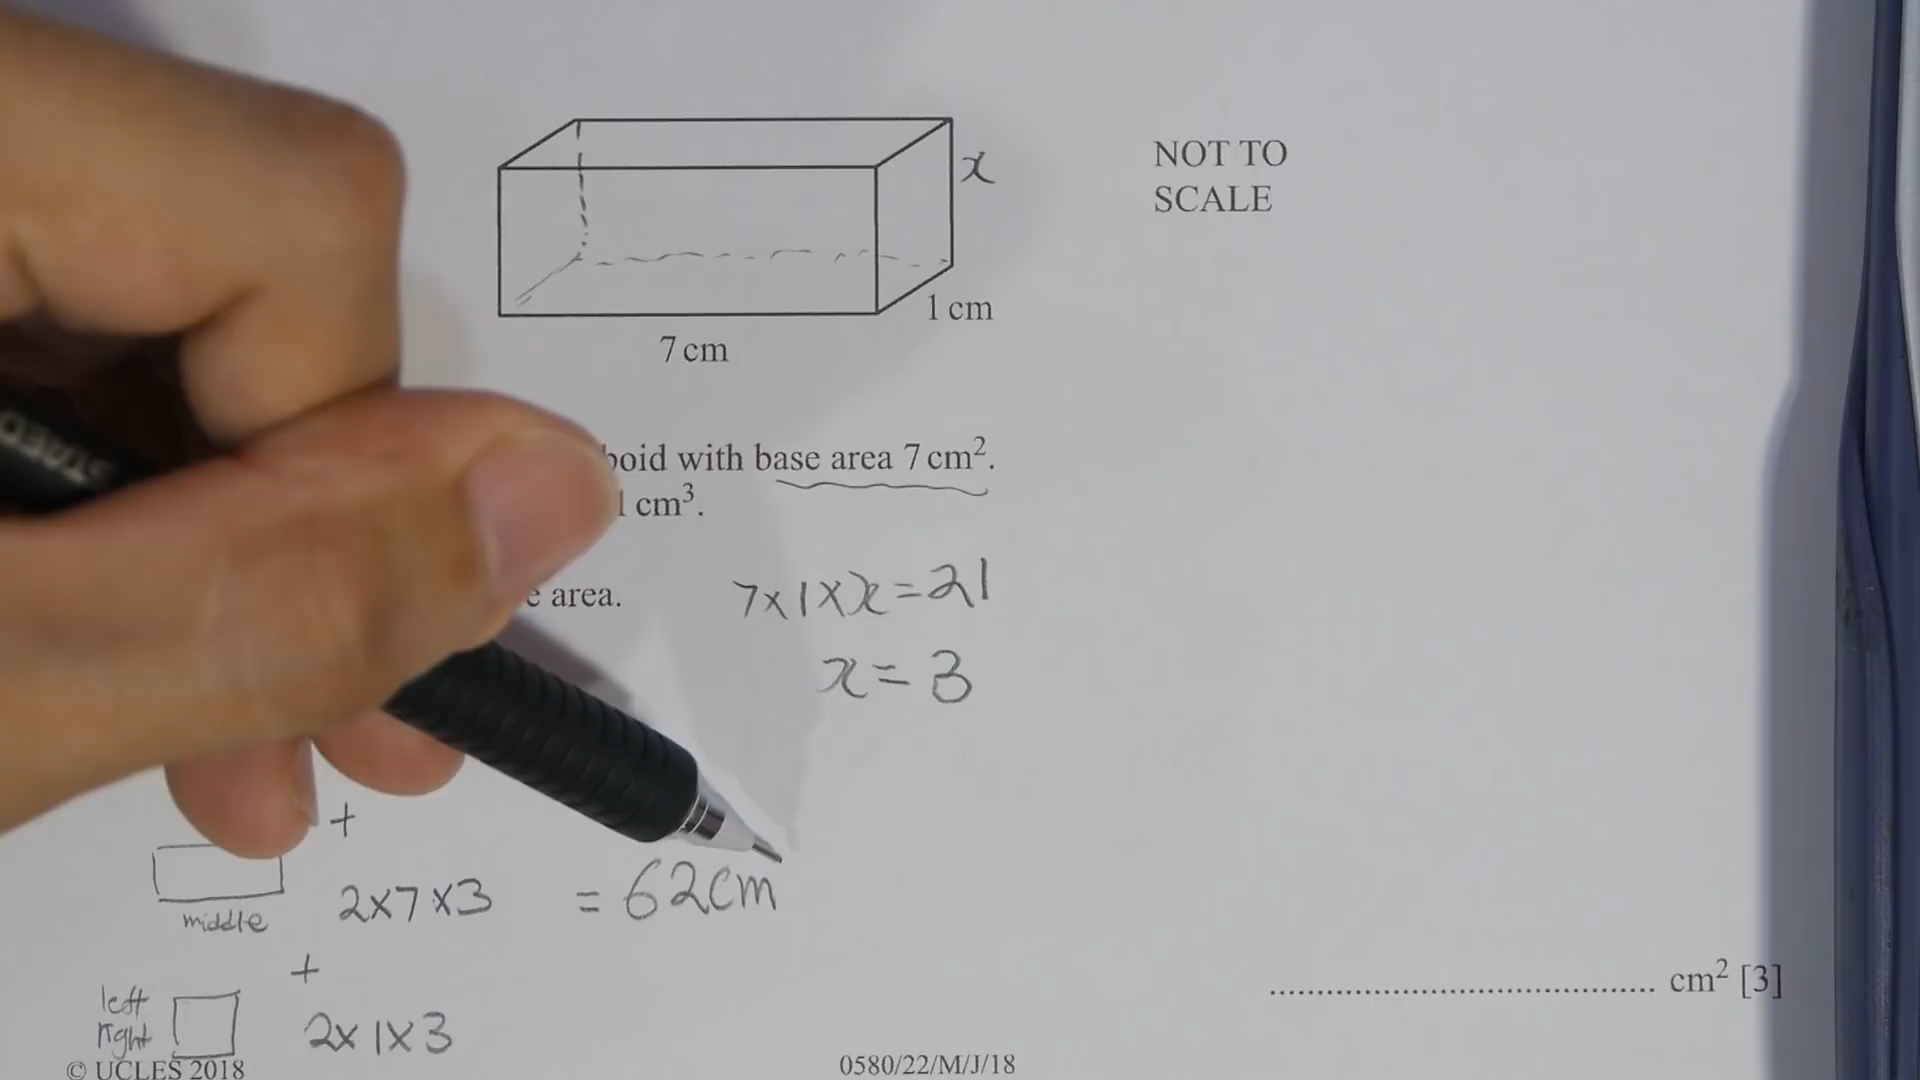 NOT TO
SCALE
x
1 cm
7 cm
with base area 7 cm².
1 cm³.
area.
7×1×x=21
x=3
+
2×7×3 =62cm
middle
+
left
right
2×1×3
cm² [3]
© UCLES 2018
0580/22/M/J/18